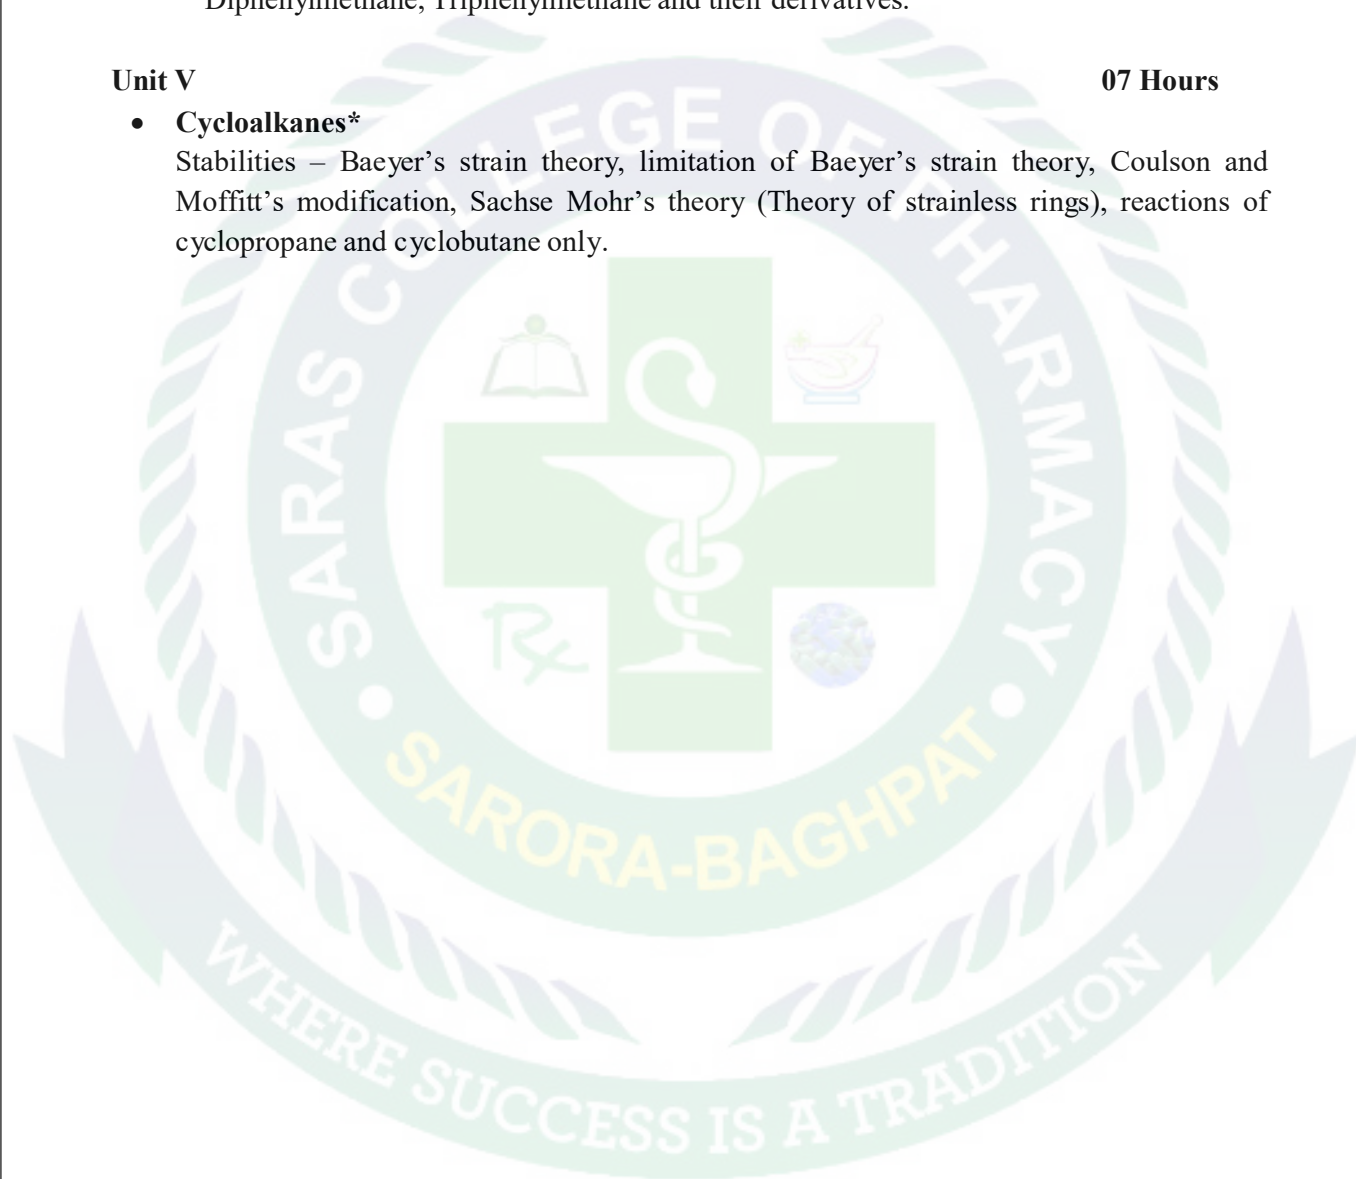 Diphenylmethane, Triphenylmethane and their derivatives.
Unit V 07 Hours
• Cycloalkanes*
Stabilities – Baeyer’s strain theory, limitation of Baeyer’s strain theory, Coulson and
Moffitt’s modification, Sachse Mohr’s theory (Theory of strainless rings), reactions of
cyclopropane and cyclobutane only.
SARAS COLLEGE OF PHARMACY
Rx
SARORA-BAGHPAT
WHERE SUCCESS IS A TRADITION